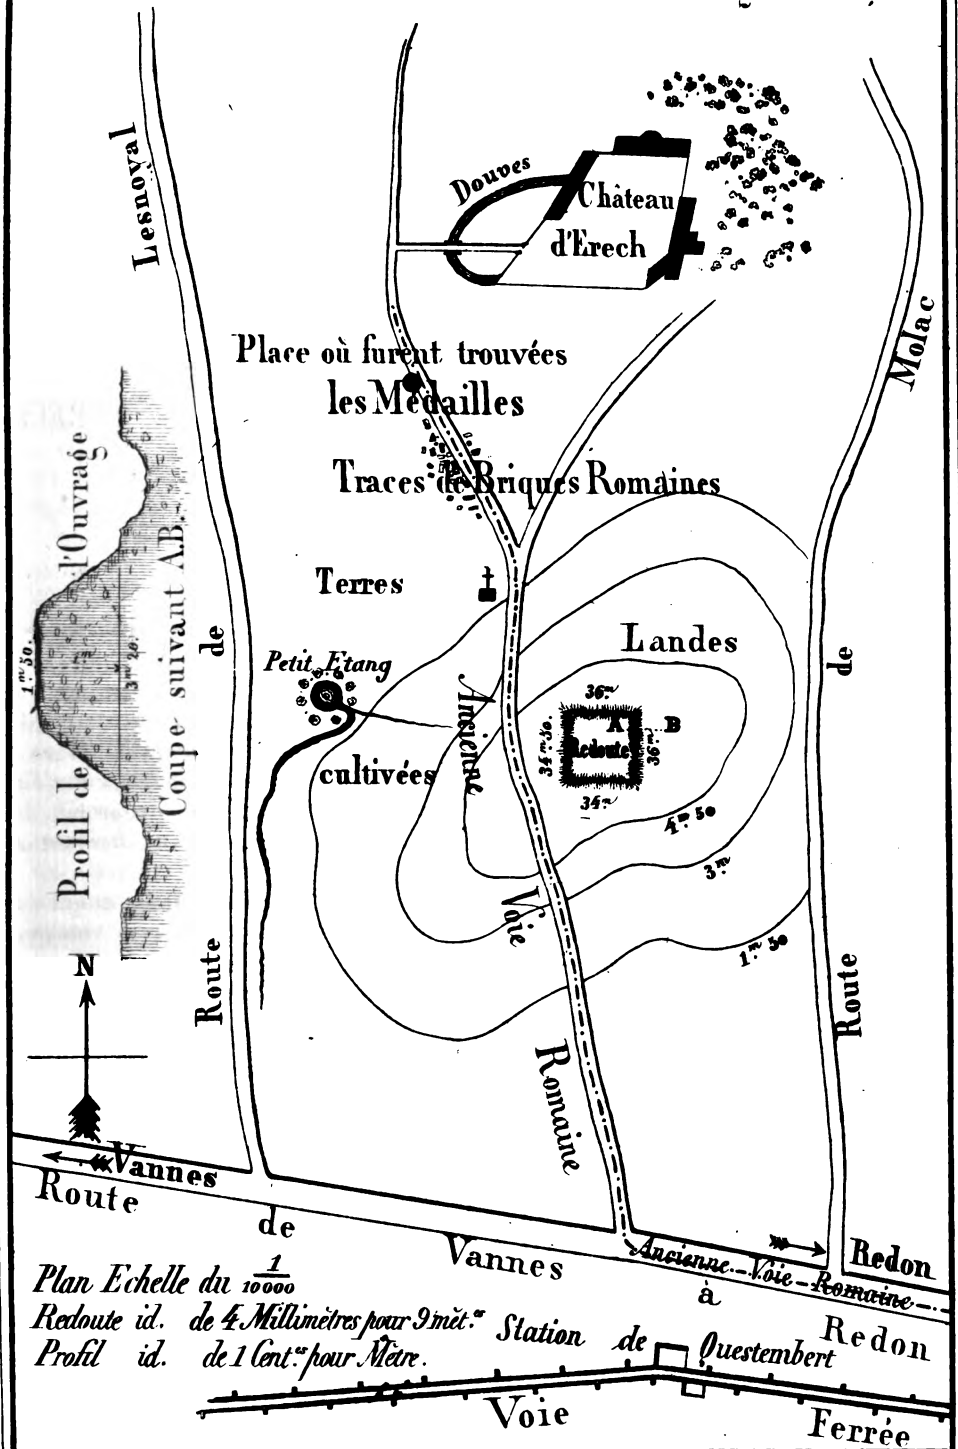 Lesnoyal
Douves
Château
d'Erech
Molac
Place où furent trouvées
les Médailles
Traces de Briques Romaines
Profil de l'Ouvrage
Coupe suivant A.B.
1.m 50.
1.m
3.m 20.
Terres
Petit Etang
cultivées
Landes
36.m
A B
Redoute
34.m 50.
36.m
34.m
4.m 50
3.m
1.m 50
Route de
Route de
Ancienne
Voie
Romaine
N
Vannes
Route de Vannes à Redon
Ancienne Voie Romaine
Redon
Plan Echelle du 1/10000
Redoute id. de 4 Millimètres pour 9 mèt.es
Profil id. de 1 Cent.es pour Mètre.
Station de Questembert
Voie Ferrée